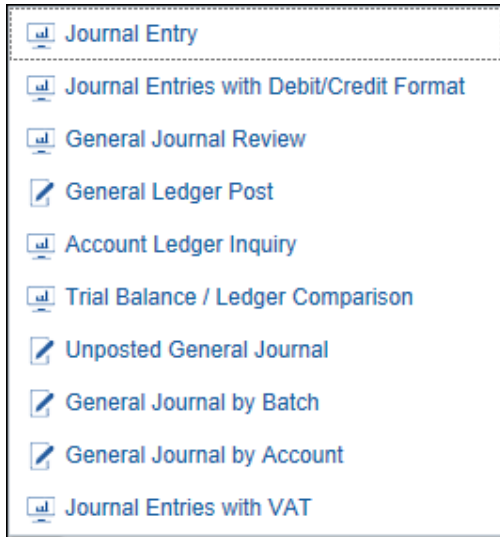 Journal Entry
Journal Entries with Debit/Credit Format
General Journal Review
General Ledger Post
Account Ledger Inquiry
Trial Balance / Ledger Comparison
Unposted General Journal
General Journal by Batch
General Journal by Account
Journal Entries with VAT